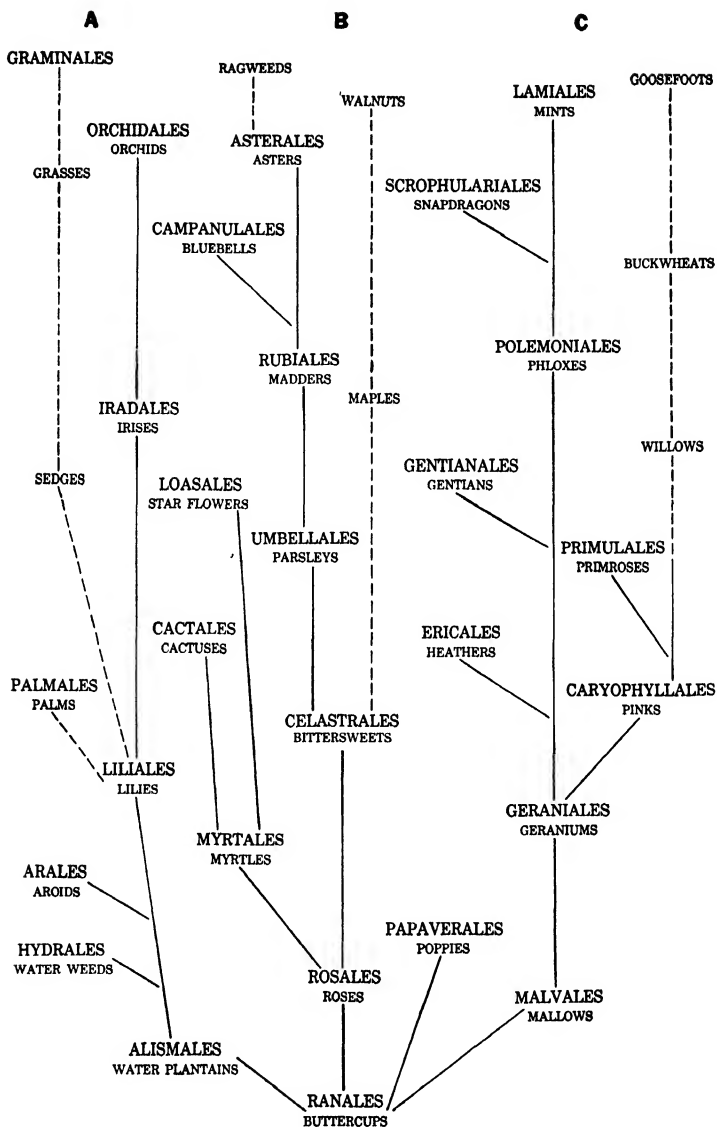 A
B
C
GRAMINALES
RAGWEEDS
WALNUTS
GOOSEFOOTS
LAMIALES
MINTS
ORCHIDALES
ORCHIDS
ASTERALES
ASTERS
GRASSES
SCROPHULARIALES
SNAPDRAGONS
CAMPANULALES
BLUEBELLS
BUCKWHEATS
RUBIALES
MADDERS
POLEMONIALES
PHLOXES
MAPLES
IRADALES
IRISES
WILLOWS
SEDGES
LOASALES
STAR FLOWERS
GENTIANALES
GENTIANS
UMBELLALES
PARSLEYS
PRIMULALES
PRIMROSES
CACTALES
CACTUSES
ERICALES
HEATHERS
PALMALES
PALMS
CARYOPHYLLALES
PINKS
CELASTRALES
BITTERSWEETS
LILIALES
LILIES
GERANIALES
GERANIUMS
MYRTALES
MYRTLES
ARALES
AROIDS
PAPAVERALES
POPPIES
HYDRALES
WATER WEEDS
ROSALES
ROSES
MALVALES
MALLOWS
ALISMALES
WATER PLANTAINS
RANALES
BUTTERCUPS